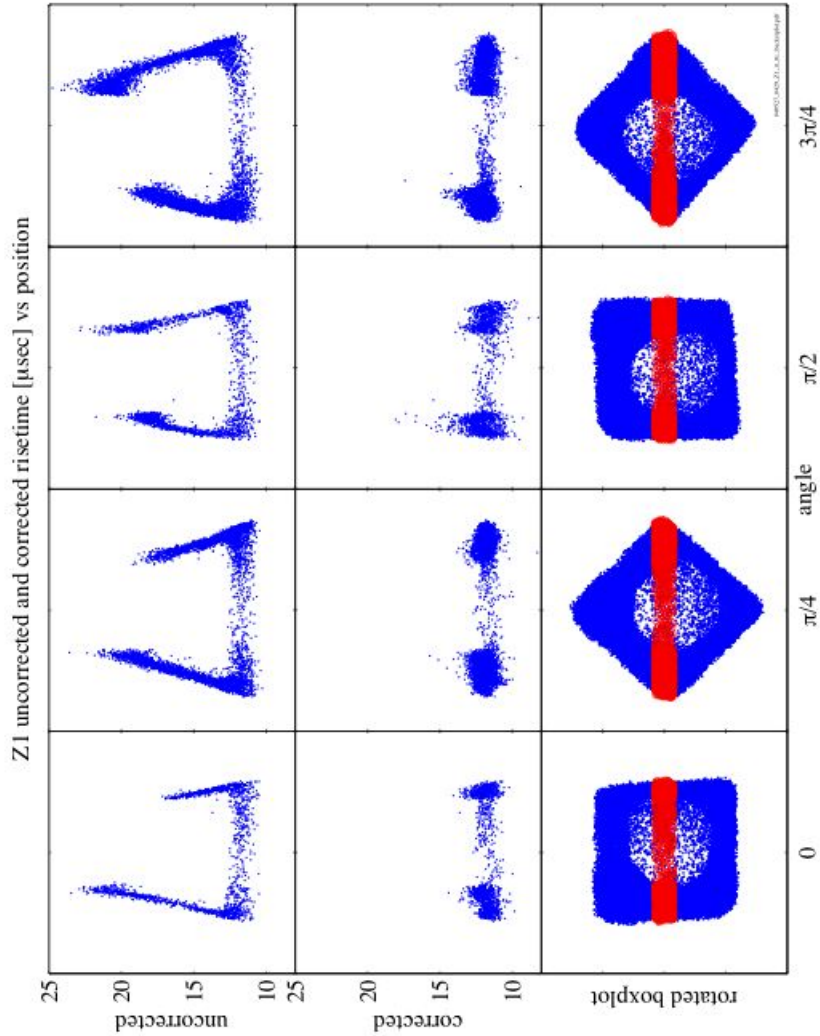 Z1 uncorrected and corrected risetime [μsec] vs position
uncorrected
25
20
15
10
corrected
25
20
15
10
rotated boxplot
0
π/4
angle
π/2
3π/4